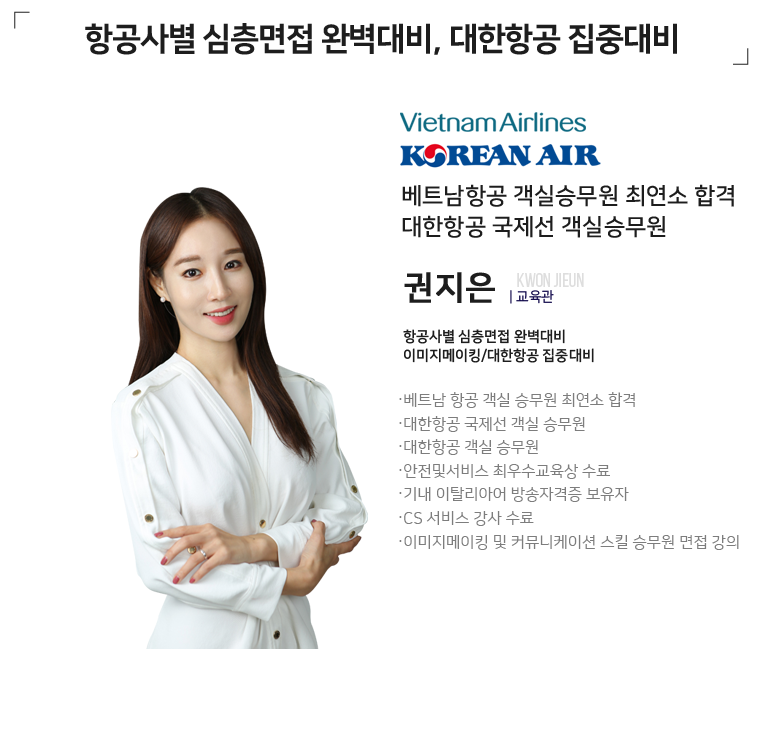 항공사별 심층면접 완벽대비, 대한항공 집중대비
Vietnam Airlines
KOREAN AIR
베트남항공 객실승무원 최연소 합격
대한항공 국제선 객실승무원
권지은 KWON JIEUN
| 교육관
항공사별 심층면접 완벽대비
이미지메이킹/대한항공 집중대비
·베트남 항공 객실 승무원 최연소 합격
·대한항공 국제선 객실 승무원
·대한항공 객실 승무원
·안전및서비스 최우수교육상 수료
·기내 이탈리아어 방송자격증 보유자
·CS 서비스 강사 수료
·이미지메이킹 및 커뮤니케이션 스킬 승무원 면접 강의